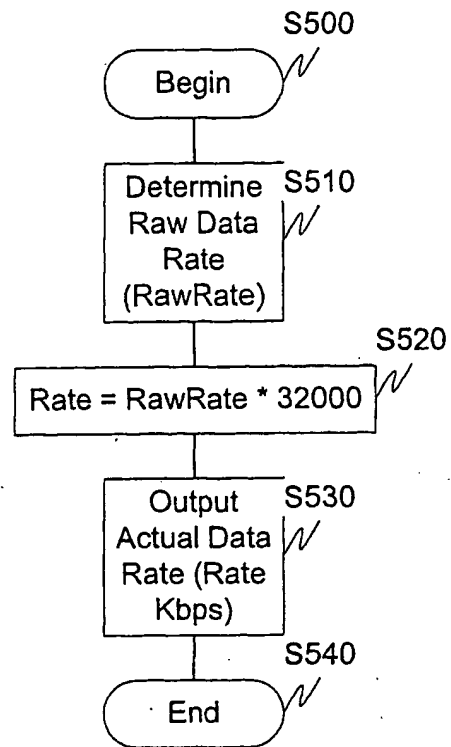 S500
Begin
Determine
S510
Raw Data
Rate
(RawRate)
S520
Rate = RawRate * 32000
Output
S530
Actual Data
Rate (Rate
Kbps)
S540
End